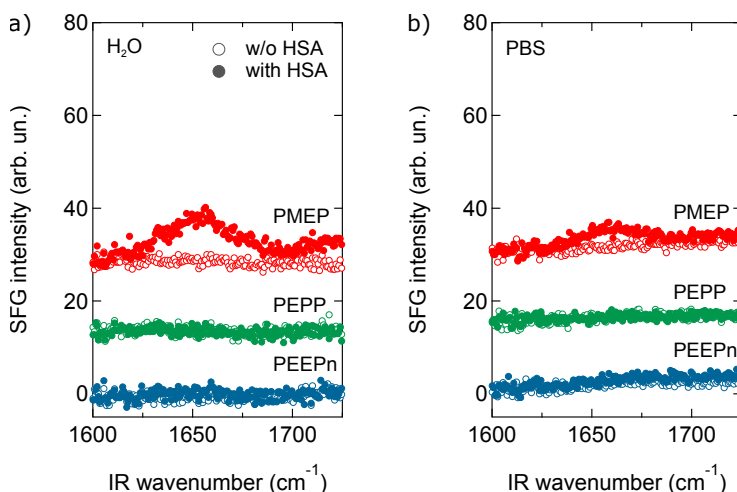 a)
80
60
40
20
0
SFG intensity (arb. un.)
H₂O
○ w/o HSA
● with HSA
PMEP
PEPP
PEEPn
1600
1650
1700
IR wavenumber (cm⁻¹)
b)
80
60
40
20
0
SFG intensity (arb. un.)
PBS
PMEP
PEPP
PEEPn
1600
1650
1700
IR wavenumber (cm⁻¹)